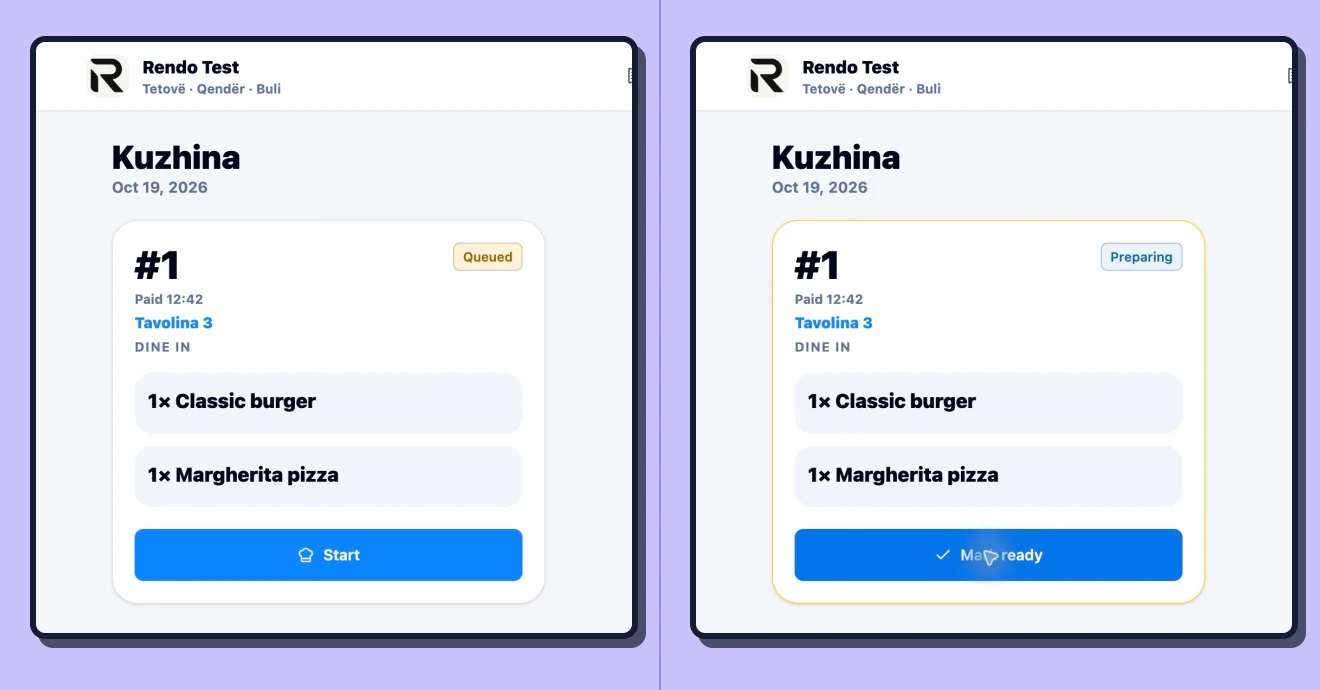 Rendo Test
Tetovë · Qendër · Buli
Kuzhina
Oct 19, 2026
#1
Queued
Paid 12:42
Tavolina 3
DINE IN
1× Classic burger
1× Margherita pizza
Start
Rendo Test
Tetovë · Qendër · Buli
Kuzhina
Oct 19, 2026
#1
Preparing
Paid 12:42
Tavolina 3
DINE IN
1× Classic burger
1× Margherita pizza
ready